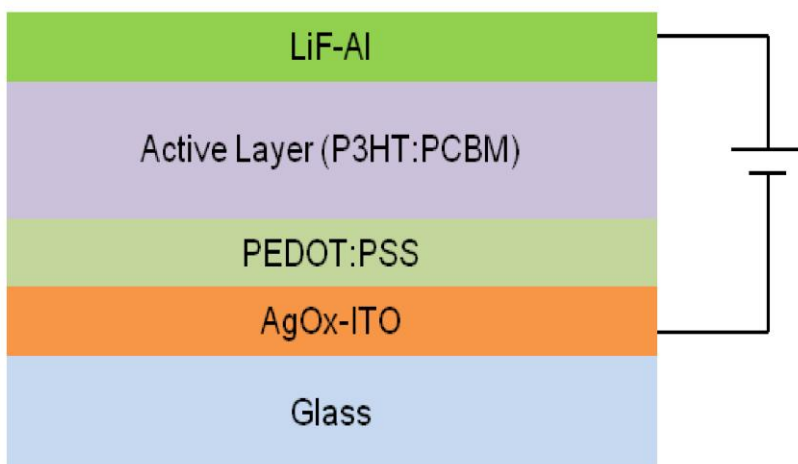 LiF-Al
Active Layer (P3HT:PCBM)
PEDOT:PSS
AgOx-ITO
Glass